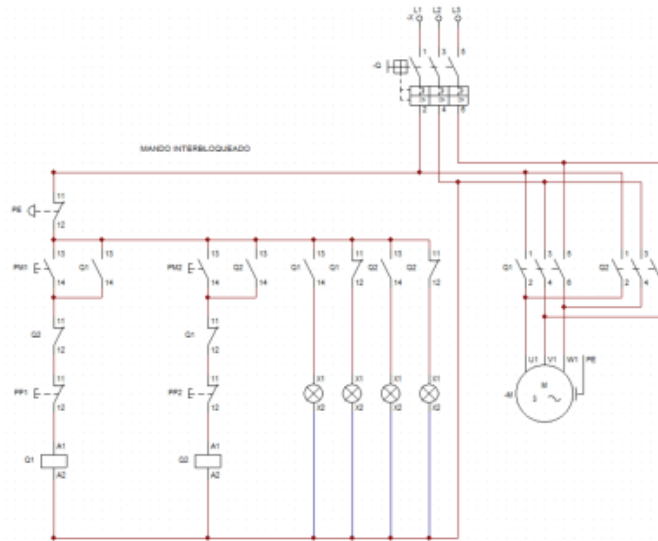 L1 L2 L3
-X
1 3 5
-Q
2 4 6
MANDO INTERBLOQUEADO
11
PE
12
13 13 13 13 13 11 13 11 1 3 5 1 3
PM1 Q1 PM2 Q2 Q1 Q1 Q2 Q2 Q1 Q2
14 14 14 14 14 12 14 12 2 4 6 2 4
11 11
Q2 Q1
12 12
U1 V1 W1 PE
11 11 X1 X1 X1 X1
PP1 PP2 -M M
3
12 12 X2 X2 X2 X2
A1 A1
Q1 Q2
A2 A2